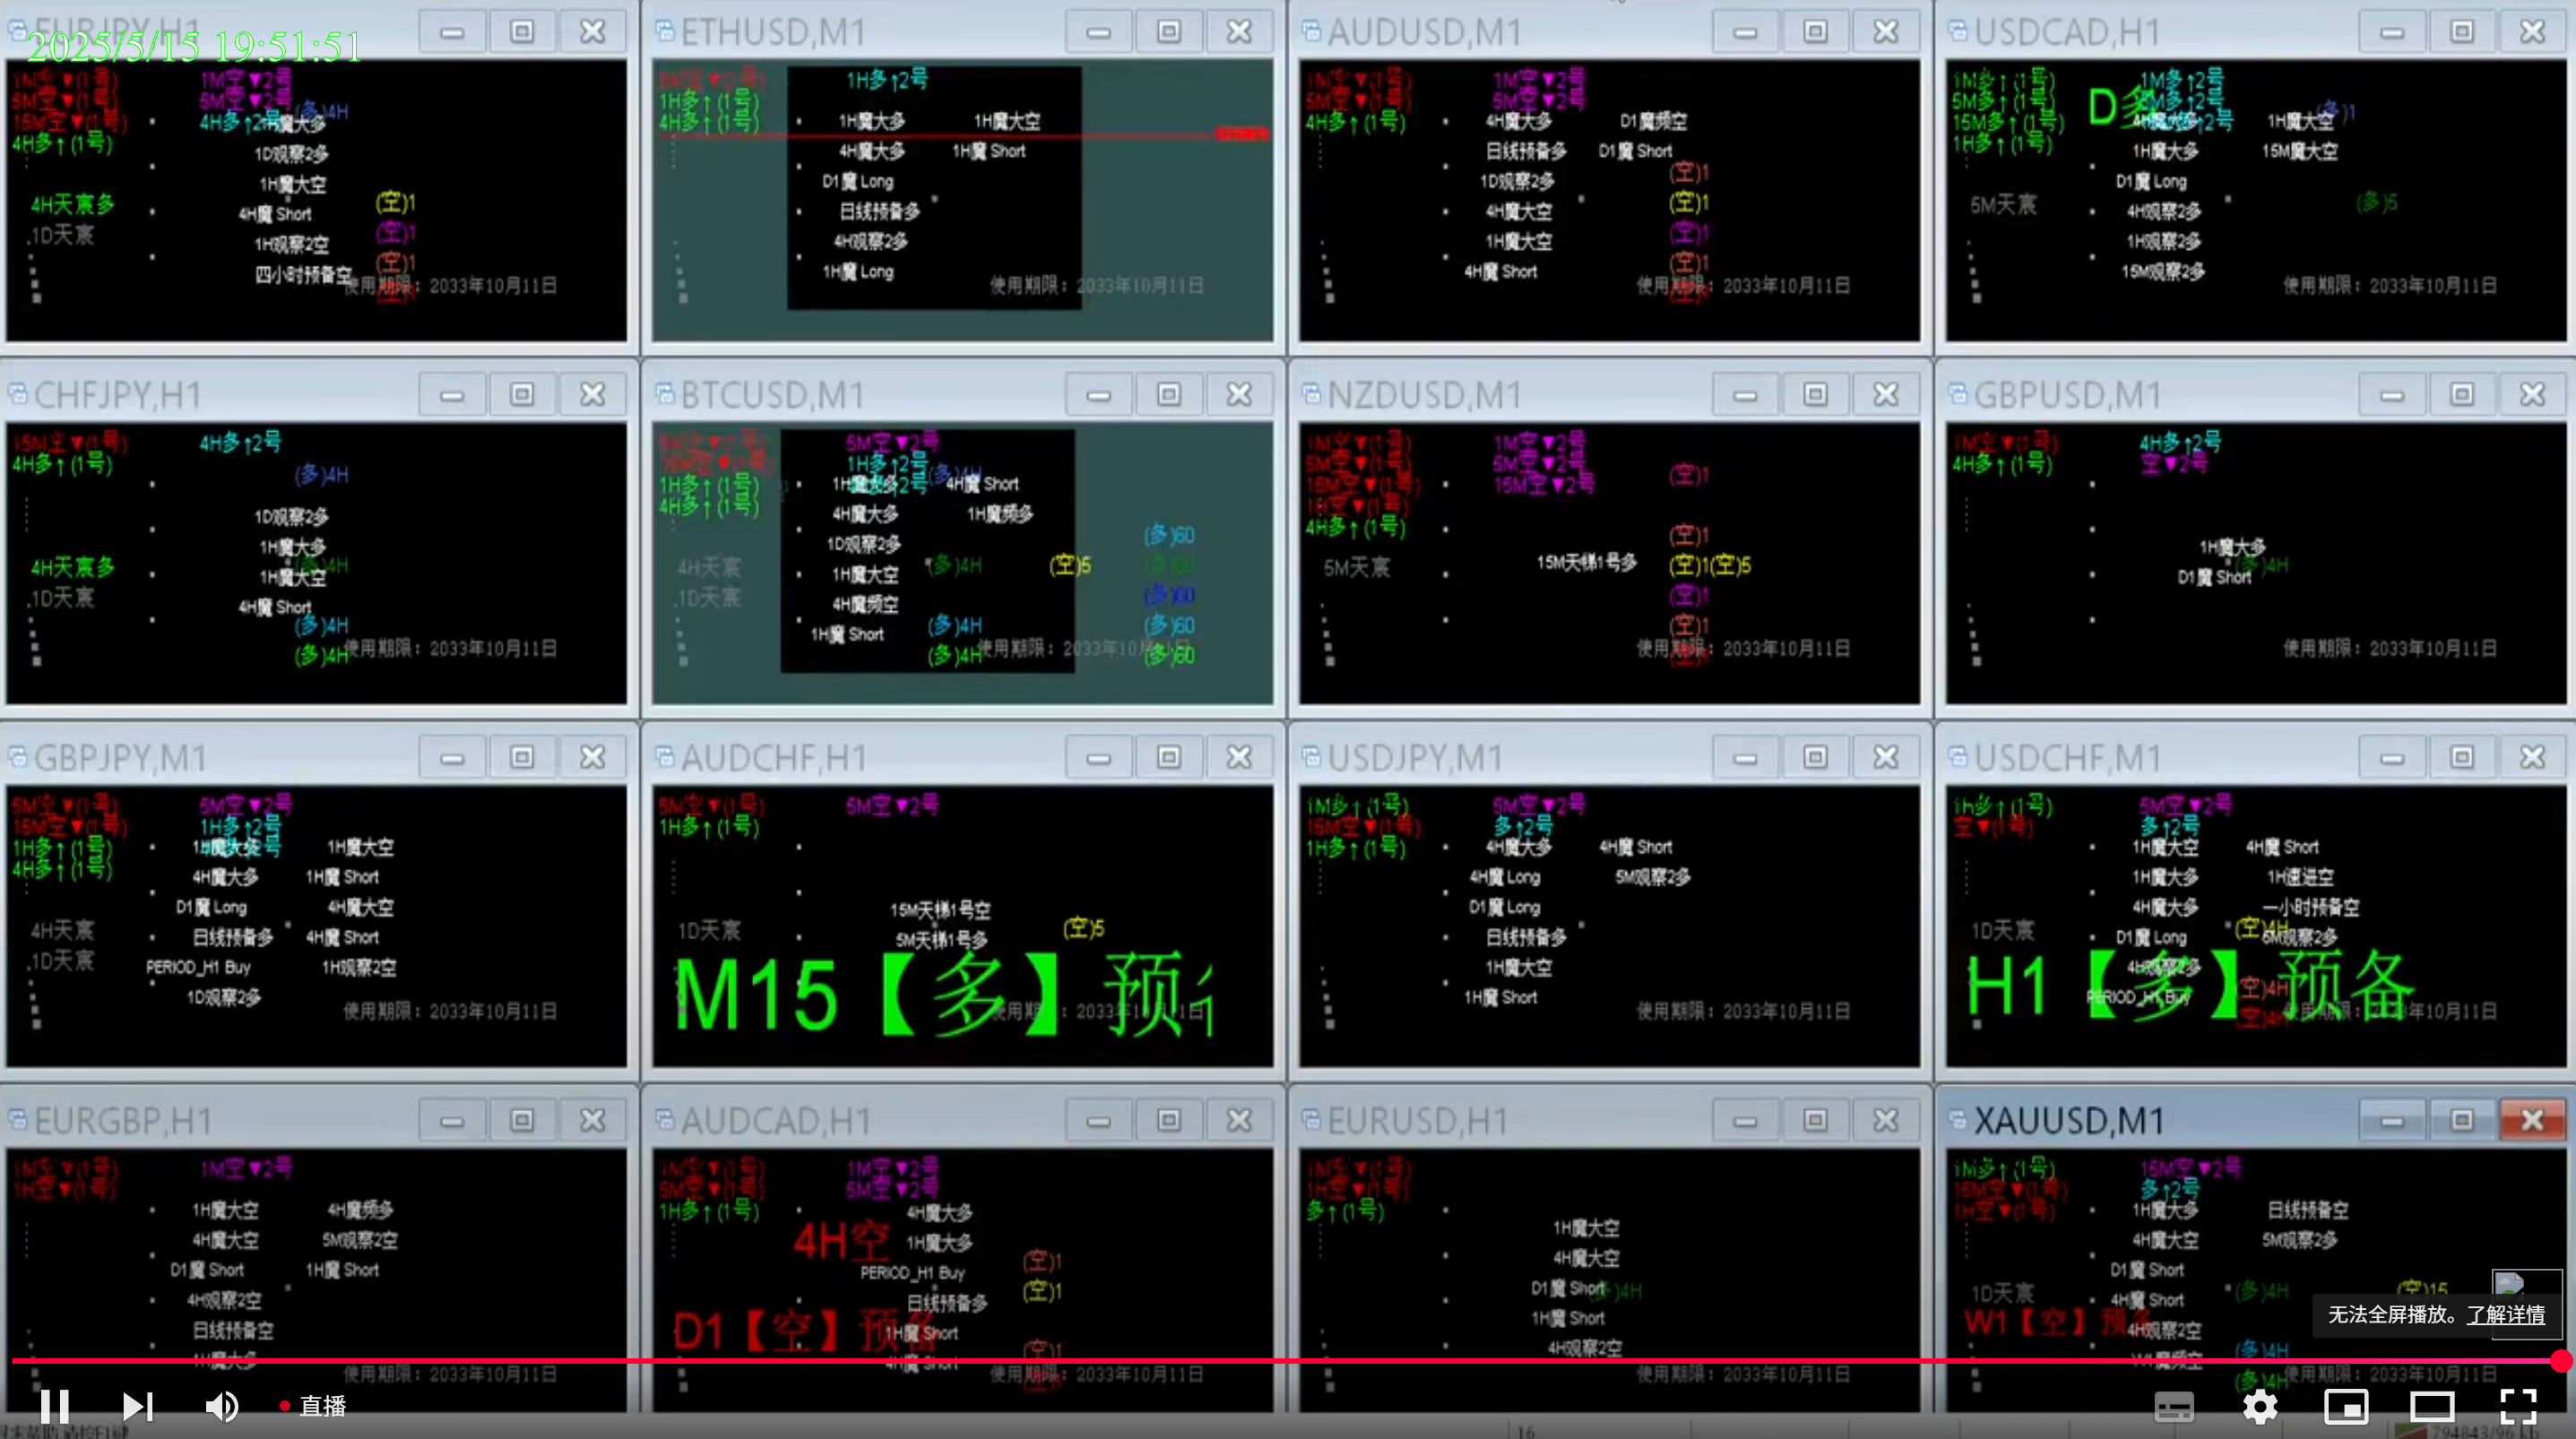 EURJPY,H1
2025/5/15 19:51:51
1M空▼(1号)
5M空▼(1号)
15M空▼(1号)
4H多↑(1号)
1M空▼2号
5M空▼2号
4H多↑2号
(多)4H
1H魔大多
1D观察2多
1H魔大空
4H魔 Short
1H观察2空
四小时预备空
4H天宸多
1D天宸
(空)1
(空)1
(空)1
使用期限：2033年10月11日
ETHUSD,M1
1H多↑(1号)
4H多↑(1号)
1H多↑2号
1H魔大多 1H魔大空
4H魔大多 1H魔 Short
D1魔 Long
日线预备多
4H观察2多
1H魔 Long
使用期限：2033年10月11日
AUDUSD,M1
1M空▼(1号)
5M空▼(1号)
4H多↑(1号)
1M空▼2号
5M空▼2号
4H魔大多 D1魔频空
日线预备多 D1魔 Short
1D观察2多
4H魔大空
1H魔大空
4H魔 Short
(空)1
(空)1
(空)1
(空)1
使用期限：2033年10月11日
USDCAD,H1
1M多↑(1号)
5M多↑(1号)
15M多↑(1号)
1H多↑(1号)
D多
1M多↑2号
5M多↑2号
(多)1
4H魔大多 1H魔大空
1H魔大多 15M魔大空
D1魔 Long
4H观察2多
1H观察2多
15M观察2多
5M天宸
(多)5
使用期限：2033年10月11日
CHFJPY,H1
15M空▼(1号)
4H多↑(1号)
4H多↑2号
(多)4H
1D观察2多
1H魔大多
1H魔大空
4H魔 Short
4H天宸多
1D天宸
(多)4H
(多)4H
(多)4H
使用期限：2033年10月11日
BTCUSD,M1
5M空▼(1号)
15M空▼(1号)
1H多↑(1号)
4H多↑(1号)
5M空▼2号
1H多↑2号
(多)4H
1H魔大多 4H魔 Short
4H魔大多 1H魔频多
1D观察2多
1H魔大空
4H魔频空
1H魔 Short
4H天宸
1D天宸
(多)4H
(空)5
(多)60
(多)60
(多)60
(多)60
(多)4H
(多)4H
使用期限：2033年10月11日
NZDUSD,M1
1M空▼(1号)
5M空▼(1号)
15M空▼(1号)
1H空▼(1号)
4H多↑(1号)
1M空▼2号
5M空▼2号
15M空▼2号
(空)1
(空)1
15M天梯1号多
(空)1(空)5
(空)1
(空)1
5M天宸
使用期限：2033年10月11日
GBPUSD,M1
1M空▼(1号)
4H多↑(1号)
4H多↑2号
空▼2号
1H魔大多
(多)4H
D1魔 Short
使用期限：2033年10月11日
GBPJPY,M1
5M空▼(1号)
15M空▼(1号)
1H多↑(1号)
4H多↑(1号)
5M空▼2号
1H多↑2号
1H魔大多 1H魔大空
4H魔大多 1H魔 Short
D1魔 Long 4H魔大空
日线预备多 4H魔 Short
PERIOD_H1 Buy 1H观察2空
1D观察2多
4H天宸
1D天宸
使用期限：2033年10月11日
AUDCHF,H1
5M空▼(1号)
1H多↑(1号)
5M空▼2号
15M天梯1号空
5M天梯1号多
(空)5
1D天宸
M15【多】预
使用期限：2033年10月11日
USDJPY,M1
1M多↑(1号)
15M空▼(1号)
1H多↑(1号)
5M空▼2号
多↑2号
4H魔大多 4H魔 Short
4H魔 Long 5M观察2多
D1魔 Long
日线预备多
1H魔大空
1H魔 Short
使用期限：2033年10月11日
USDCHF,M1
1H多↑(1号)
空▼(1号)
5M空▼2号
多↑2号
1H魔大空 4H魔 Short
1H魔大多 1H速进空
4H魔大多 一小时预备空
D1魔 Long 5M观察2多
4H观察2多
PERIOD_H1 Buy
1D天宸
(空)4H
(空)4H
(空)4H
H1【多】预备
使用期限：2033年10月11日
EURGBP,H1
1M空▼(1号)
1H空▼(1号)
1M空▼2号
1H魔大空 4H魔频多
4H魔大空 5M观察2空
D1魔 Short 1H魔 Short
4H观察2空
日线预备空
使用期限：2033年10月11日
AUDCAD,H1
1M空▼(1号)
5M空▼(1号)
1H多↑(1号)
1M空▼2号
5M空▼2号
4H空
4H魔大多
1H魔大多
PERIOD_H1 Buy
日线预备多
1H魔 Short
4H魔 Short
(空)1
(空)1
(空)1
D1【空】预备
使用期限：2033年10月11日
EURUSD,H1
1M空▼(1号)
1H空▼(1号)
多↑(1号)
1H魔大空
4H魔大空
D1魔 Short
(多)4H
1H魔 Short
4H观察2空
使用期限：2033年10月11日
XAUUSD,M1
1M多↑(1号)
15M空▼(1号)
1H空▼(1号)
15M空▼2号
多↑2号
1H魔大多 日线预备空
4H魔大空 5M观察2多
D1魔 Short
4H魔 Short
4H观察2空
1D天宸
(多)4H
(空)15
W1【空】预备
(多)4H
(多)4H
使用期限：2033年10月11日
无法全屏播放。了解详情
直播
16
794843/96 kb